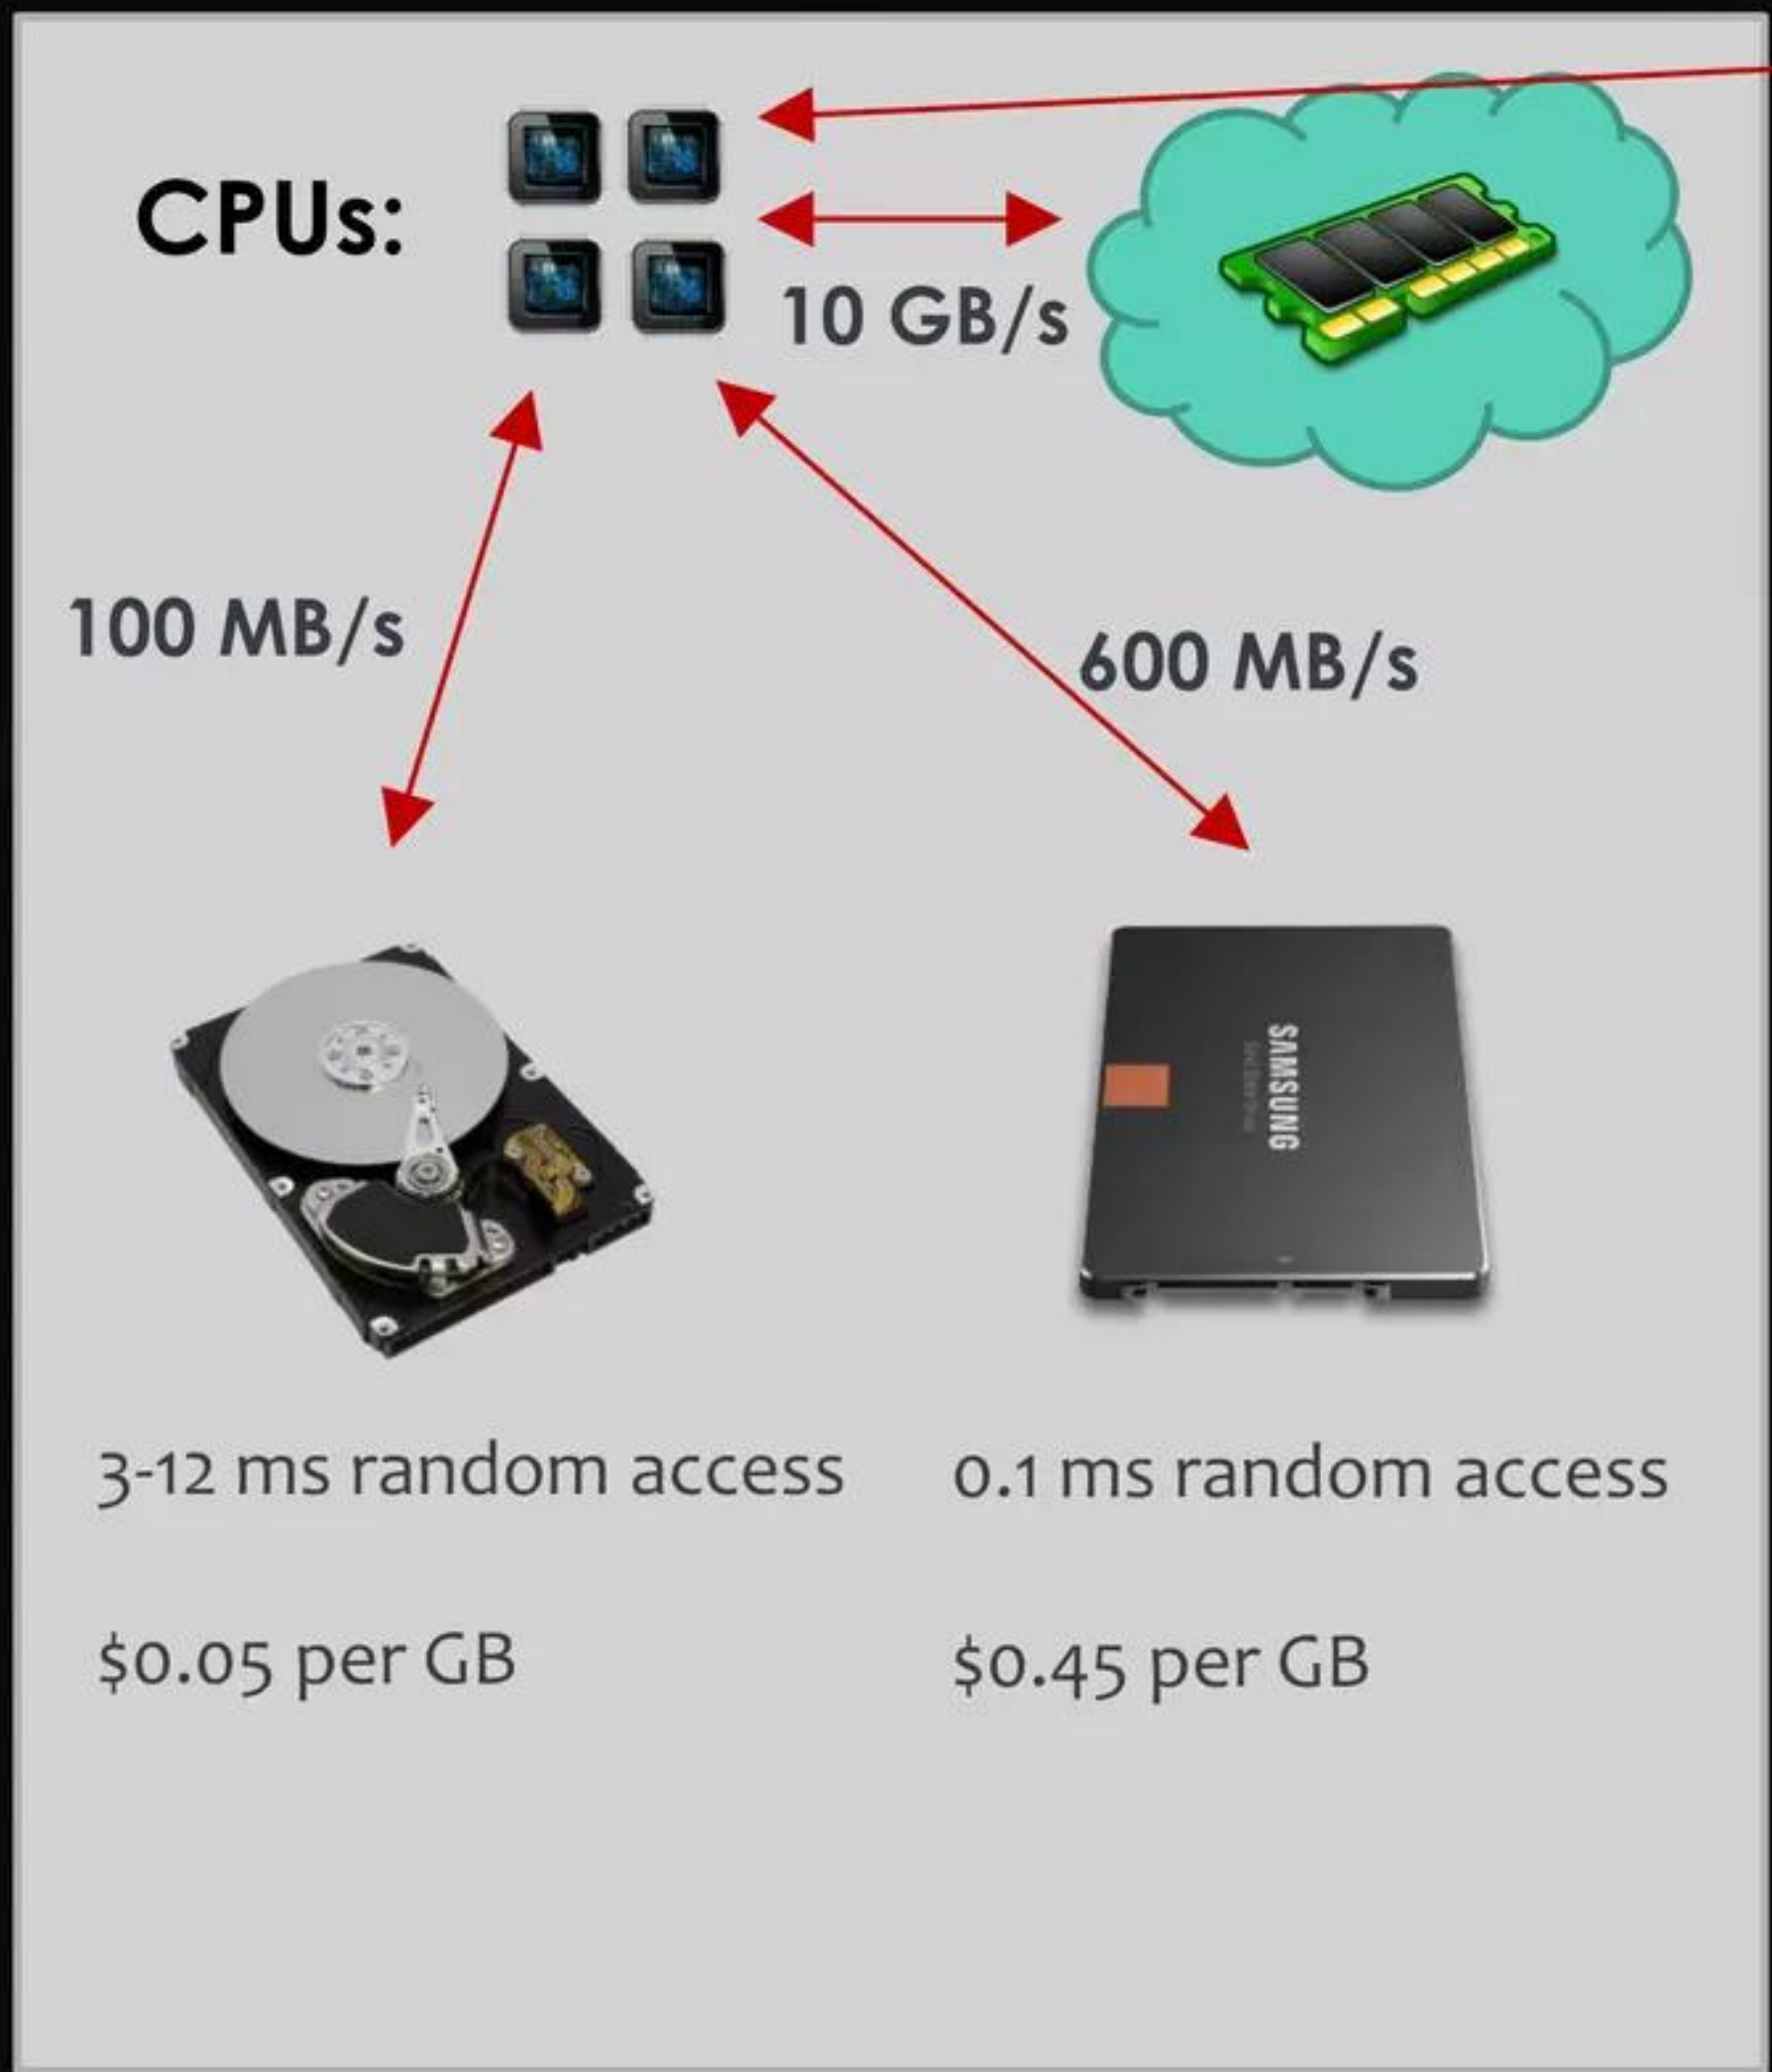 CPUs:
10 GB/s
100 MB/s
600 MB/s
SAMSUNG
3-12 ms random access
0.1 ms random access
$0.05 per GB
$0.45 per GB